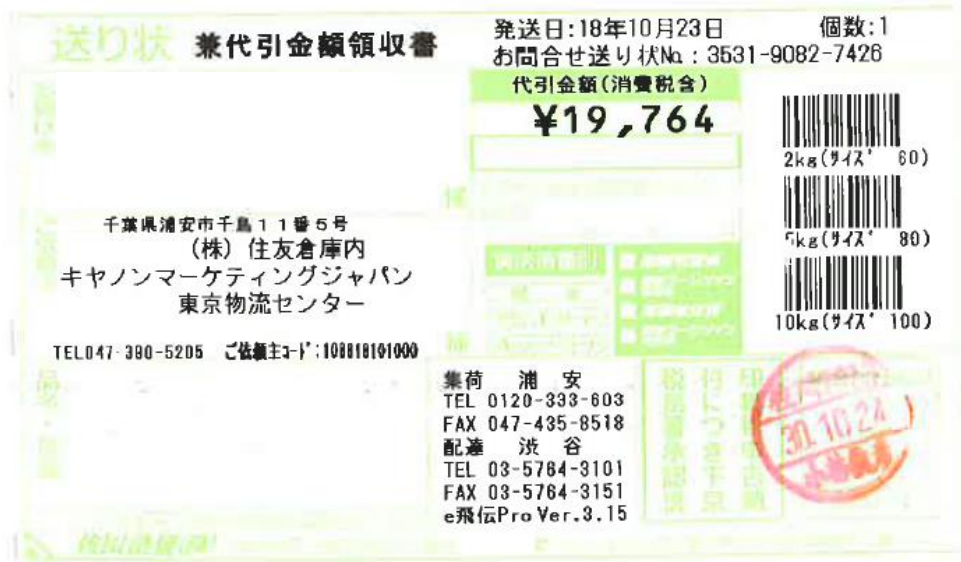 送り状 兼代引金額領収書
発送日:18年10月23日 個数:1
お問合せ送り状№:3531-9082-7426
代引金額(消費税含)
¥19,764
2kg(ｻｲｽﾞ 60)
5kg(ｻｲｽﾞ 80)
10kg(ｻｲｽﾞ 100)
千葉県浦安市千鳥11番5号
(株)住友倉庫内
キヤノンマーケティングジャパン
東京物流センター
TEL047-390-5205 ご依頼主ｺｰﾄﾞ:108818101000
集荷 浦 安
TEL 0120-333-603
FAX 047-435-8518
配達 渋 谷
TEL 03-5764-3101
FAX 03-5764-3151
e飛伝Pro Ver.3.15
30.10.24